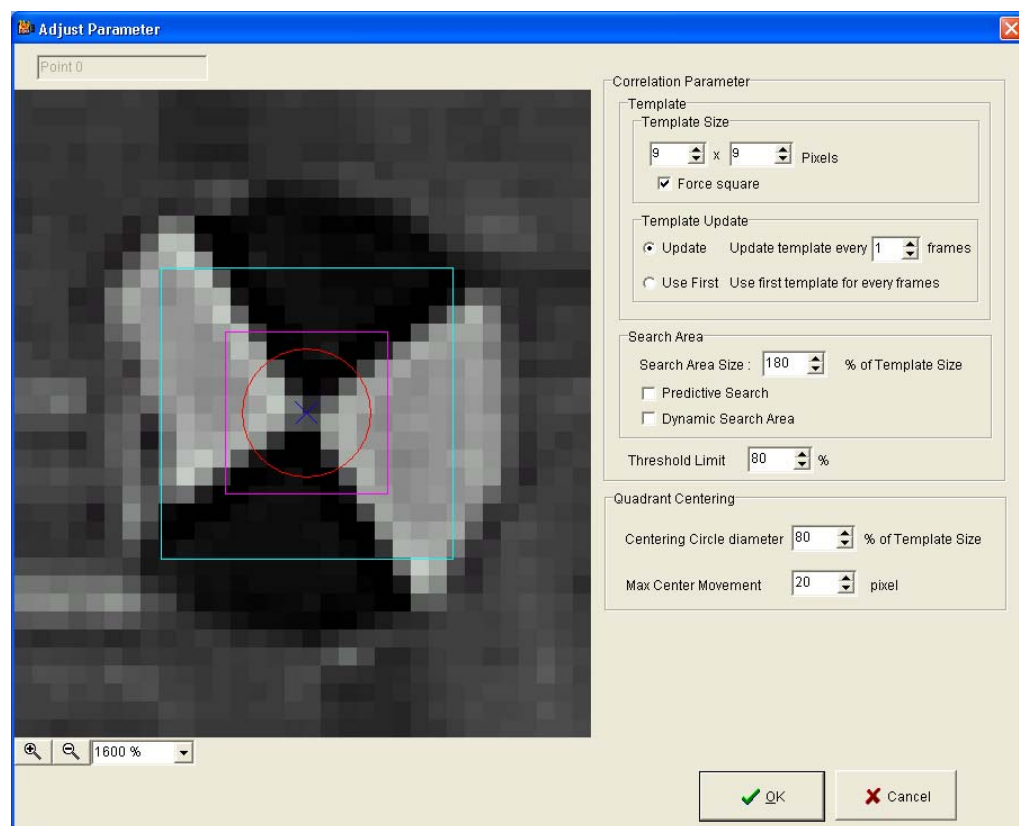 Adjust Parameter
Point 0
Correlation Parameter
Template
Template Size
9 x 9 Pixels
Force square
Template Update
Update Update template every 1 frames
Use First Use first template for every frames
Search Area
Search Area Size : 180 % of Template Size
Predictive Search
Dynamic Search Area
Threshold Limit 80 %
Quadrant Centering
Centering Circle diameter 80 % of Template Size
Max Center Movement 20 pixel
1600 %
OK Cancel